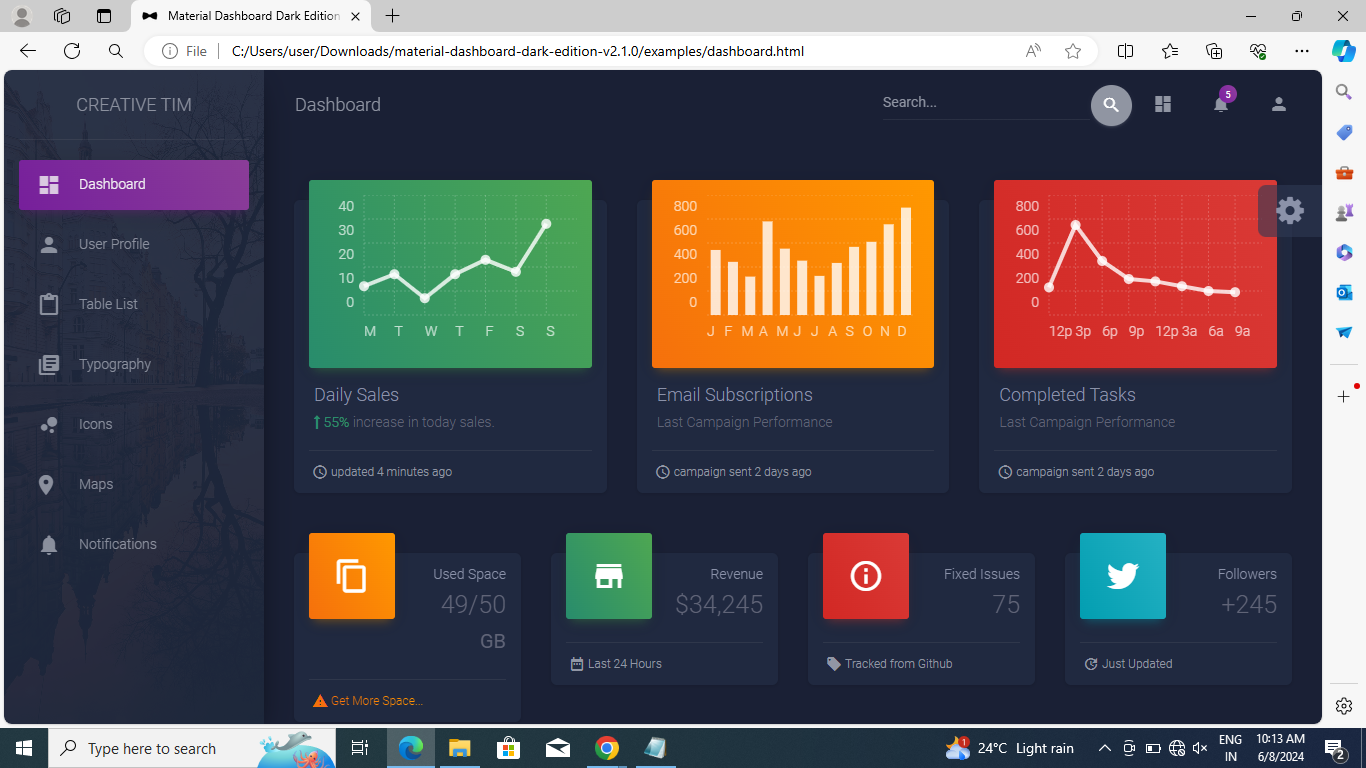 Material Dashboard Dark Edition
File
C:/Users/user/Downloads/material-dashboard-dark-edition-v2.1.0/examples/dashboard.html
CREATIVE TIM
Dashboard
Search...
5
Dashboard
User Profile
Table List
Typography
Icons
Maps
Notifications
40
30
20
10
0
M T W T F S S
Daily Sales
55% increase in today sales.
updated 4 minutes ago
800
600
400
200
0
J F M A M J J A S O N D
Email Subscriptions
Last Campaign Performance
campaign sent 2 days ago
800
600
400
200
0
12p 3p 6p 9p 12p 3a 6a 9a
Completed Tasks
Last Campaign Performance
campaign sent 2 days ago
Used Space
49/50
GB
Get More Space...
Revenue
$34,245
Last 24 Hours
Fixed Issues
75
Tracked from Github
Followers
+245
Just Updated
Type here to search
1
24°C Light rain
ENG
IN
10:13 AM
6/8/2024
2